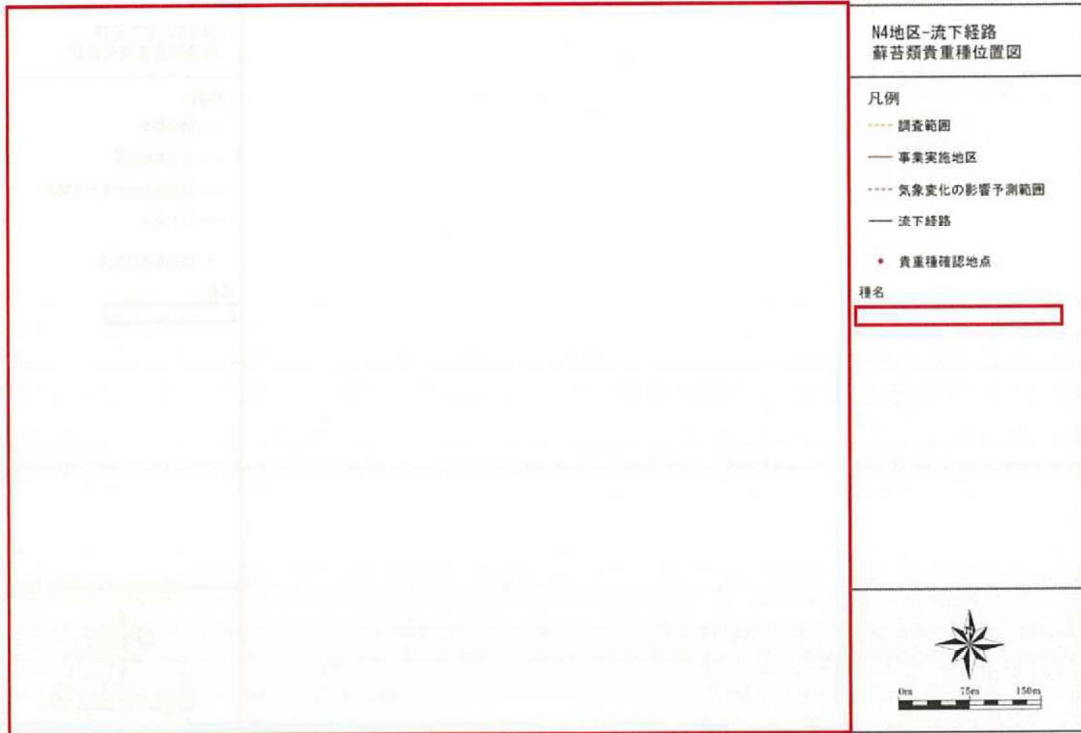 N4地区-流下経路
蘚苔類貴重種位置図
凡例
調査範囲
事業実施地区
気象変化の影響予測範囲
流下経路
貴重種確認地点
種名
0m 75m 150m